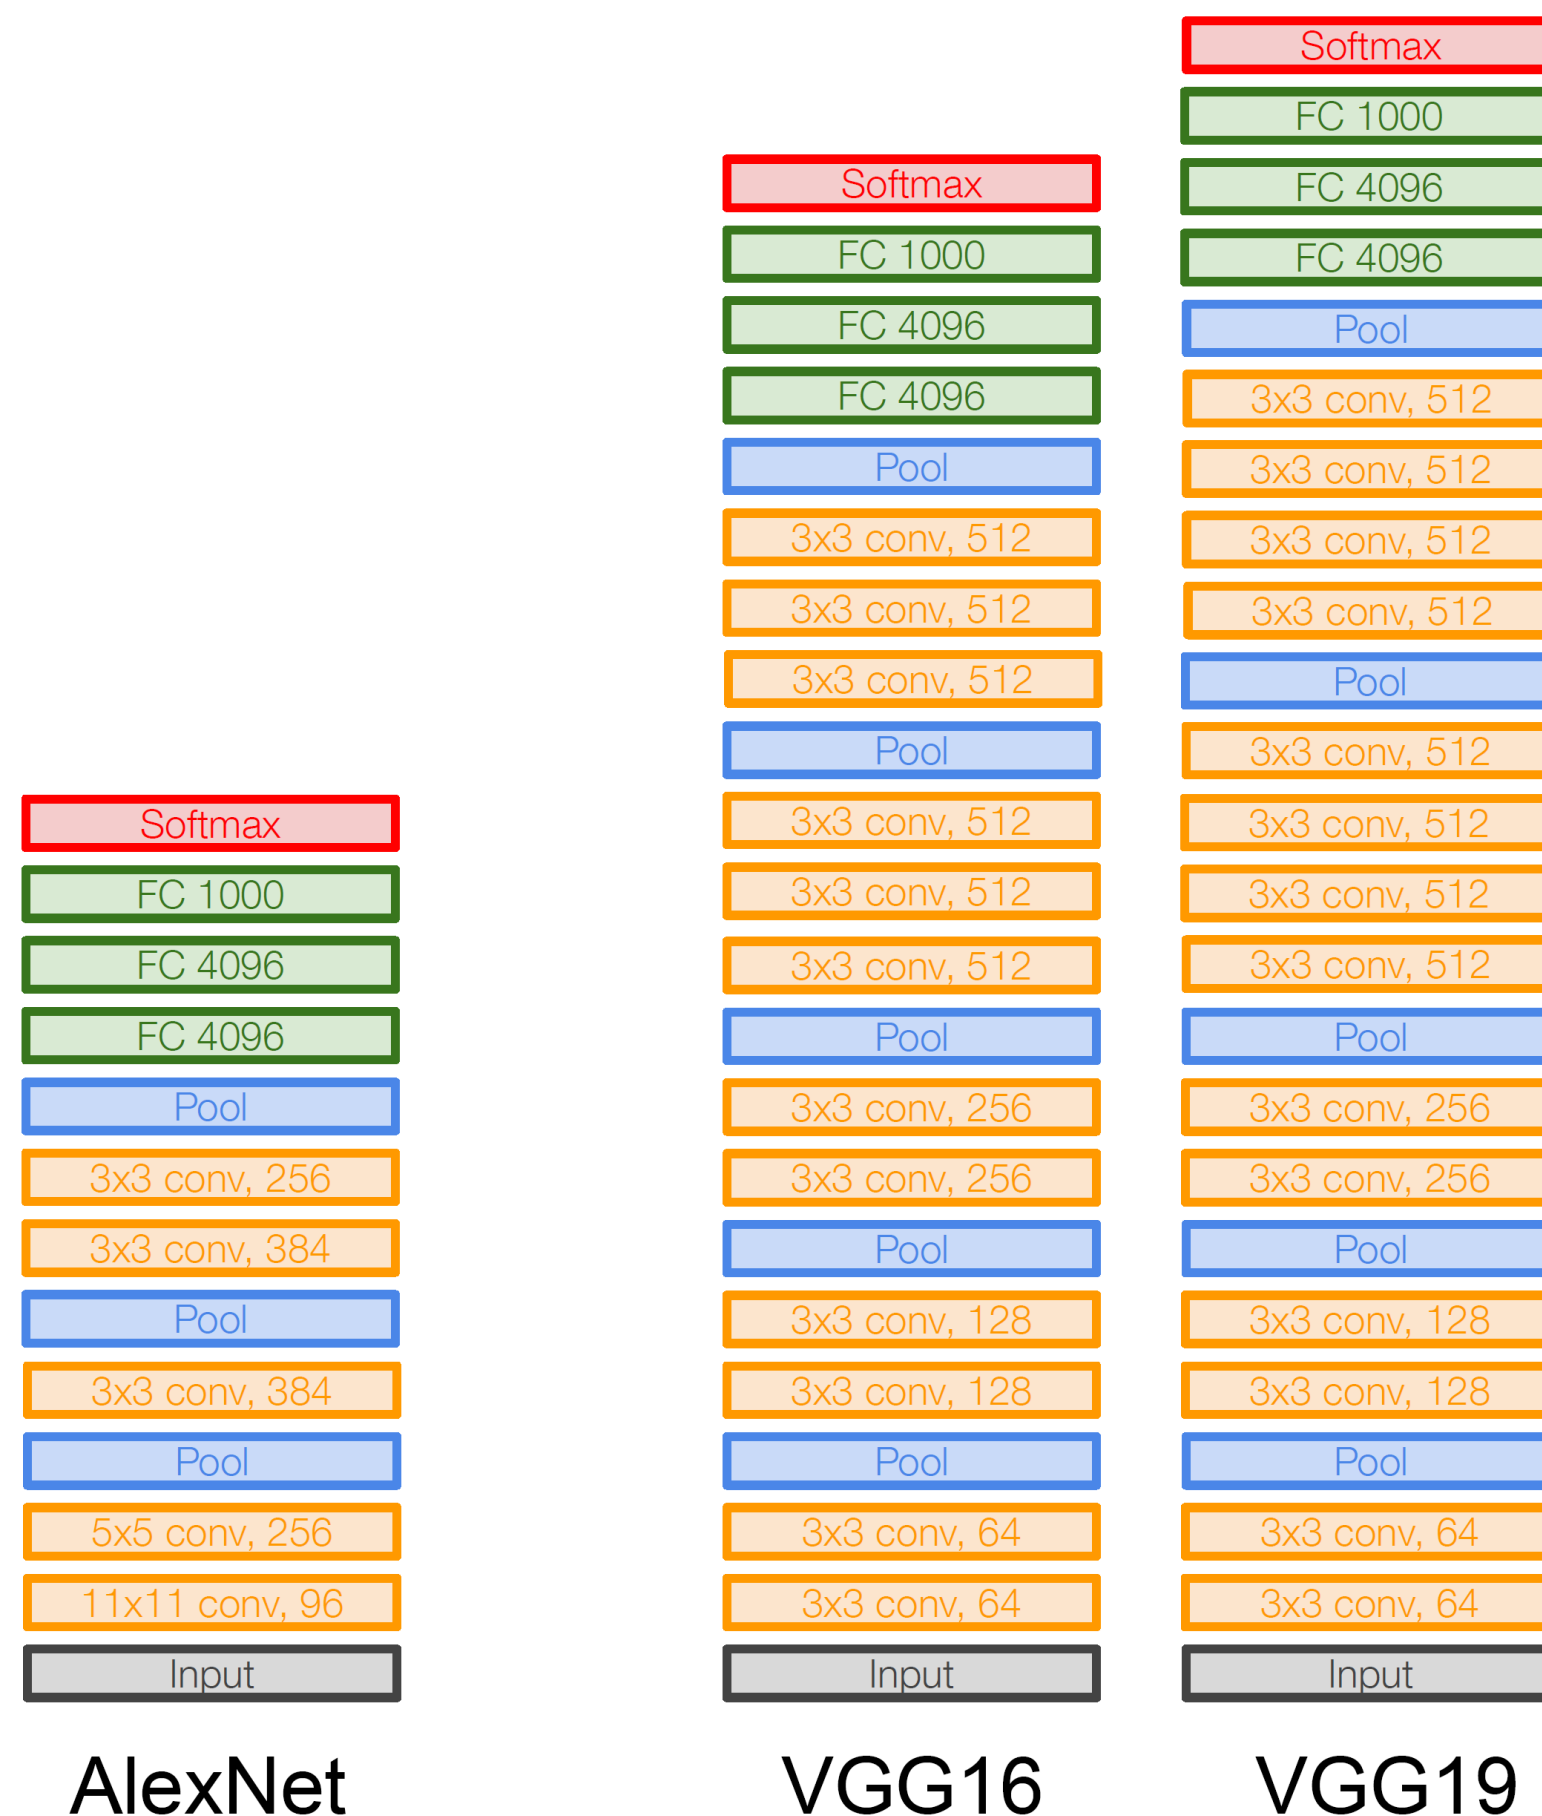 Softmax
FC 1000
FC 4096
FC 4096
Pool
3x3 conv, 256
3x3 conv, 384
Pool
3x3 conv, 384
Pool
5x5 conv, 256
11x11 conv, 96
Input
AlexNet
Softmax
FC 1000
FC 4096
FC 4096
Pool
3x3 conv, 512
3x3 conv, 512
3x3 conv, 512
Pool
3x3 conv, 512
3x3 conv, 512
3x3 conv, 512
Pool
3x3 conv, 256
3x3 conv, 256
Pool
3x3 conv, 128
3x3 conv, 128
Pool
3x3 conv, 64
3x3 conv, 64
Input
VGG16
Softmax
FC 1000
FC 4096
FC 4096
Pool
3x3 conv, 512
3x3 conv, 512
3x3 conv, 512
3x3 conv, 512
Pool
3x3 conv, 512
3x3 conv, 512
3x3 conv, 512
3x3 conv, 512
Pool
3x3 conv, 256
3x3 conv, 256
Pool
3x3 conv, 128
3x3 conv, 128
Pool
3x3 conv, 64
3x3 conv, 64
Input
VGG19